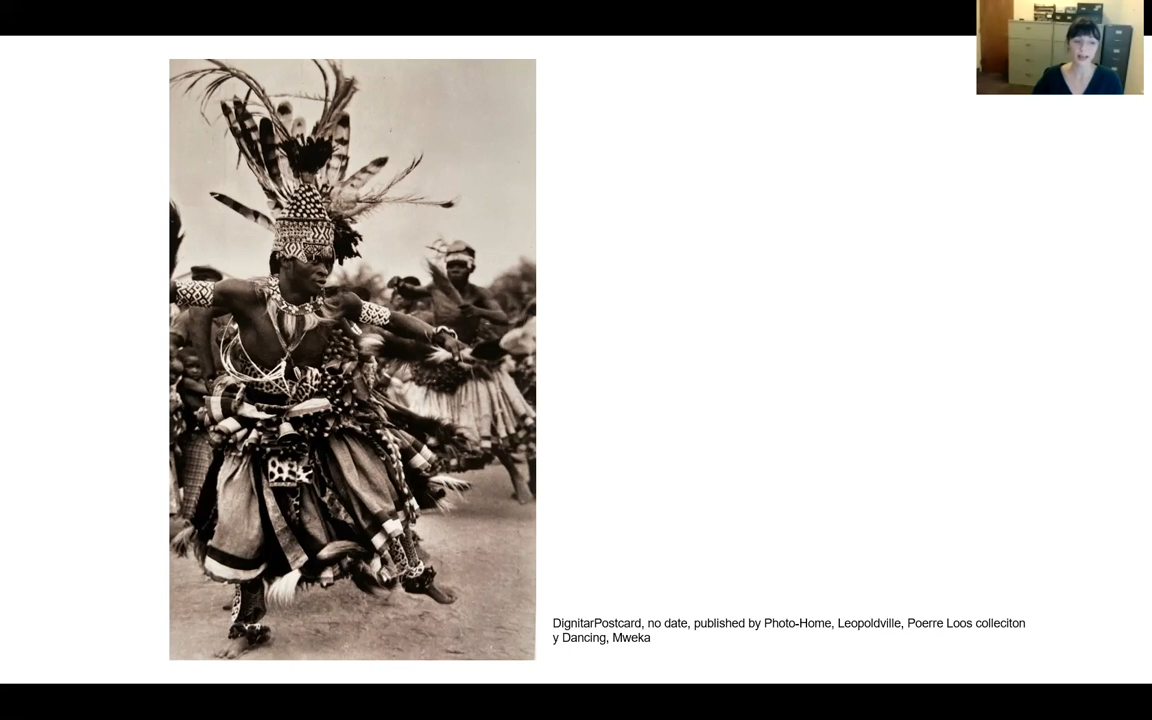 DignitarPostcard, no date, published by Photo-Home, Leopoldville, Poerre Loos colleciton
y Dancing, Mweka